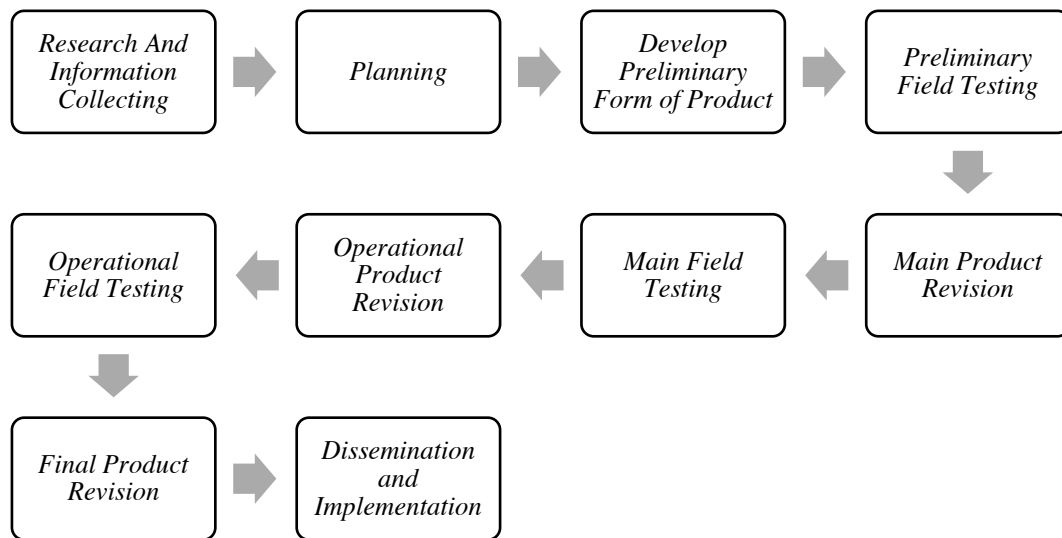 Research And
Information
Collecting
Planning
Develop
Preliminary
Form of Product
Preliminary
Field Testing
Main Product
Revision
Main Field
Testing
Operational
Product
Revision
Operational
Field Testing
Final Product
Revision
Dissemination
and
Implementation